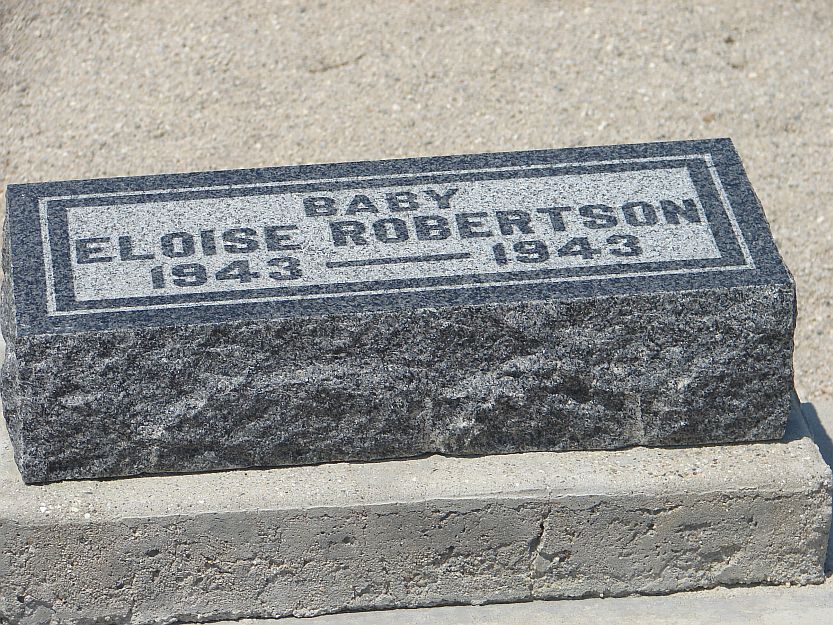 BABY
ELOISE ROBERTSON
1943 — 1943